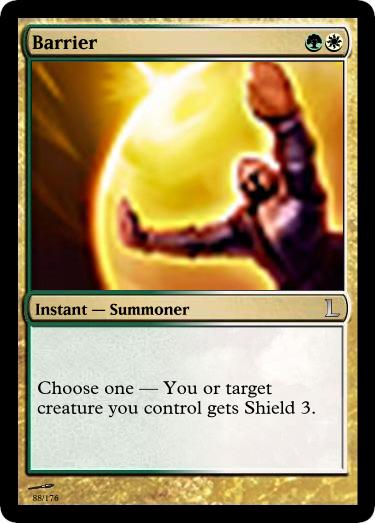 Barrier
Instant — Summoner
L
Choose one — You or target
creature you control gets Shield 3.
88/176